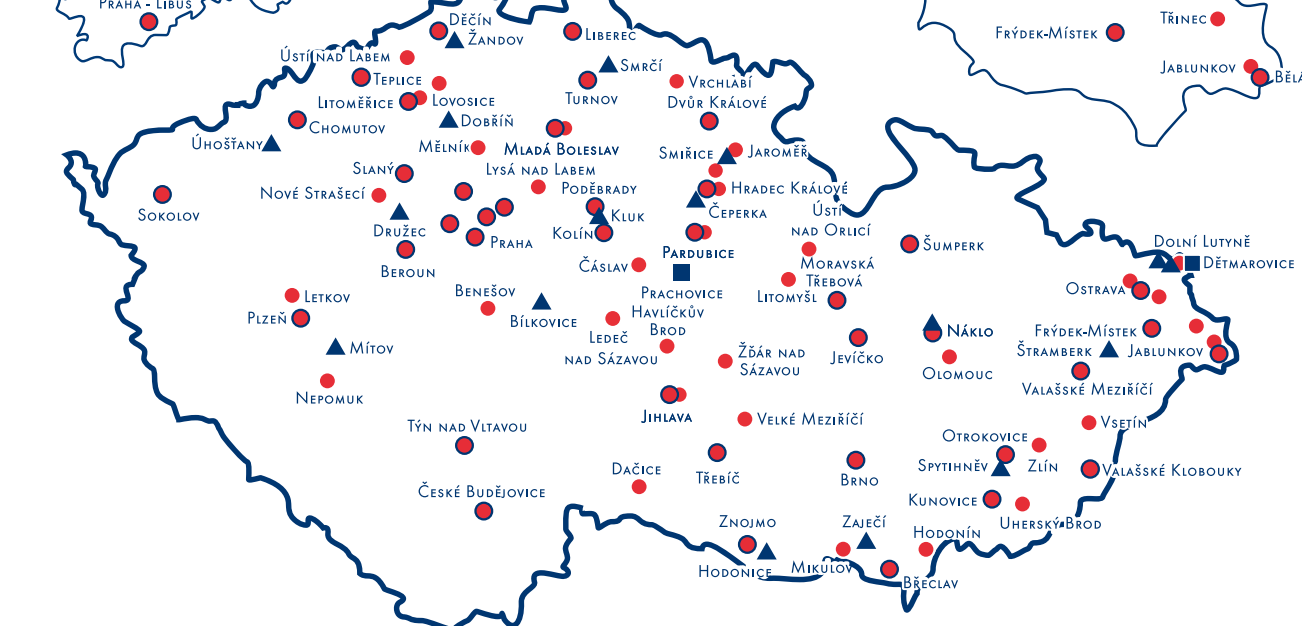 Praha - Libuš
Děčín
Žandov
Liberec
Frýdek-Místek
Třinec
Ústí nad Labem
Smrčí
Jablunkov
Teplice
Vrchlabí
Litoměřice
Lovosice
Turnov
Dvůr Králové
Chomutov
Dobříň
Úhošťany
Mělník
Mladá Boleslav
Smiřice
Jaroměř
Slaný
Lysá nad Labem
Nové Strašecí
Poděbrady
Hradec Králové
Sokolov
Kluk
Čeperka
Ústí
nad Orlicí
Družec
Kolín
Praha
Šumperk
Beroun
Pardubice
Dolní Lutyně
Čáslav
Moravská
Třebová
Dětmarovice
Letkov
Benešov
Prachovice
Litomyšl
Ostrava
Plzeň
Bílkovice
Havlíčkův
Brod
Ledeč
nad Sázavou
Náklo
Frýdek-Místek
Mítov
Žďár nad
Sázavou
Jevíčko
Štramberk
Jablunkov
Olomouc
Nepomuk
Valašské Meziříčí
Jihlava
Velké Meziříčí
Vsetín
Týn nad Vltavou
Otrokovice
Dačice
Třebíč
Brno
Spytihněv
Zlín
Valašské Klobouky
České Budějovice
Kunovice
Znojmo
Zaječí
Uherský Brod
Hodonín
Hodonice
Mikulov
Břeclav